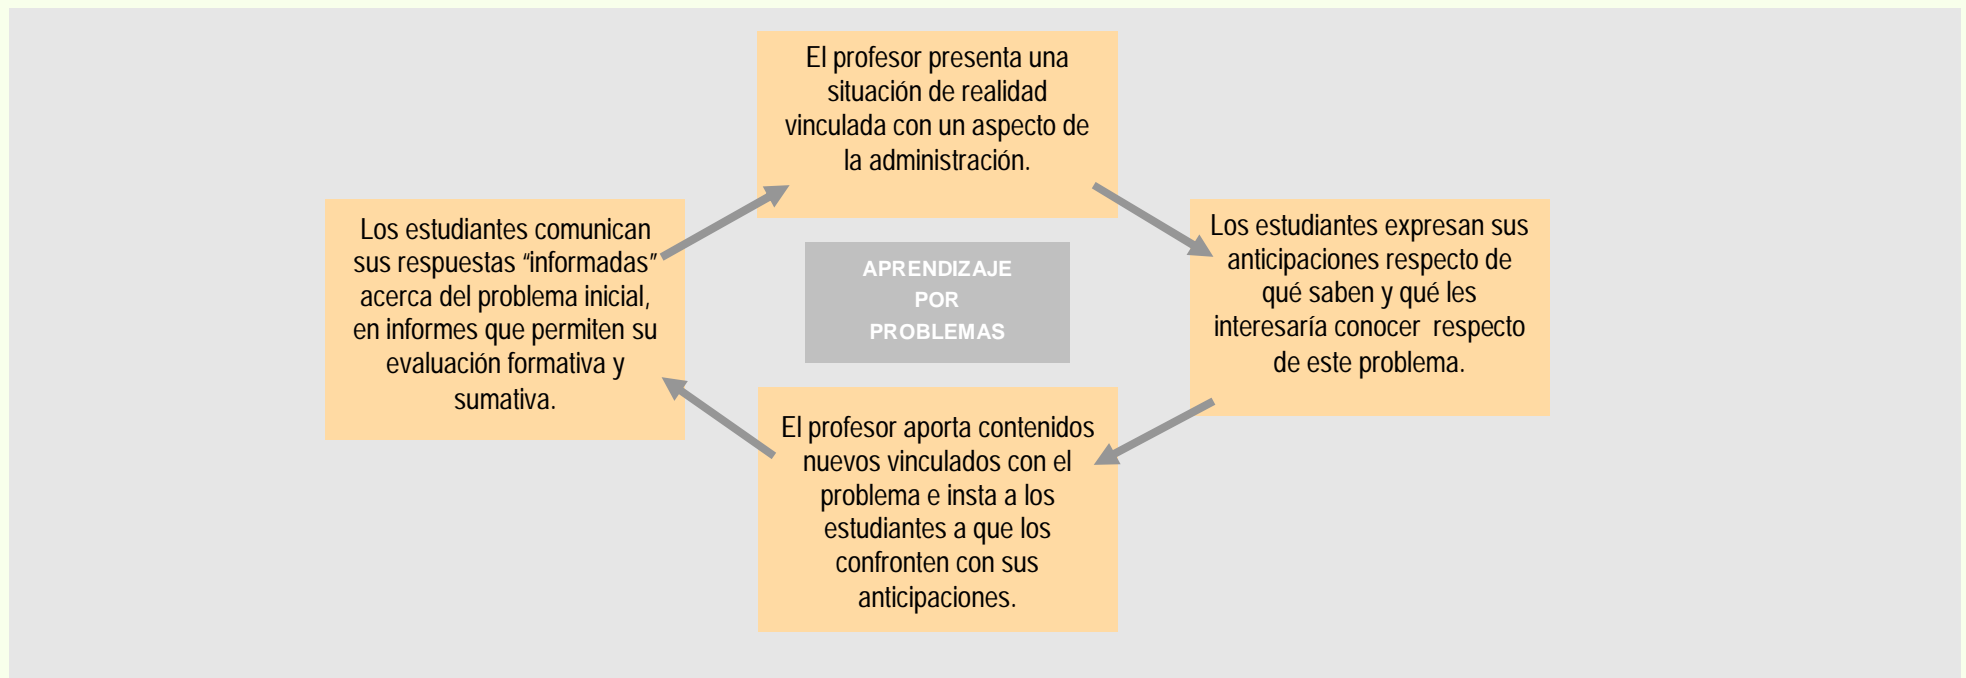 El profesor presenta una
situación de realidad
vinculada con un aspecto de
la administración.
Los estudiantes comunican
sus respuestas “informadas”
acerca del problema inicial,
en informes que permiten su
evaluación formativa y
sumativa.
APRENDIZAJE
POR
PROBLEMAS
Los estudiantes expresan sus
anticipaciones respecto de
qué saben y qué les
interesaría conocer respecto
de este problema.
El profesor aporta contenidos
nuevos vinculados con el
problema e insta a los
estudiantes a que los
confronten con sus
anticipaciones.